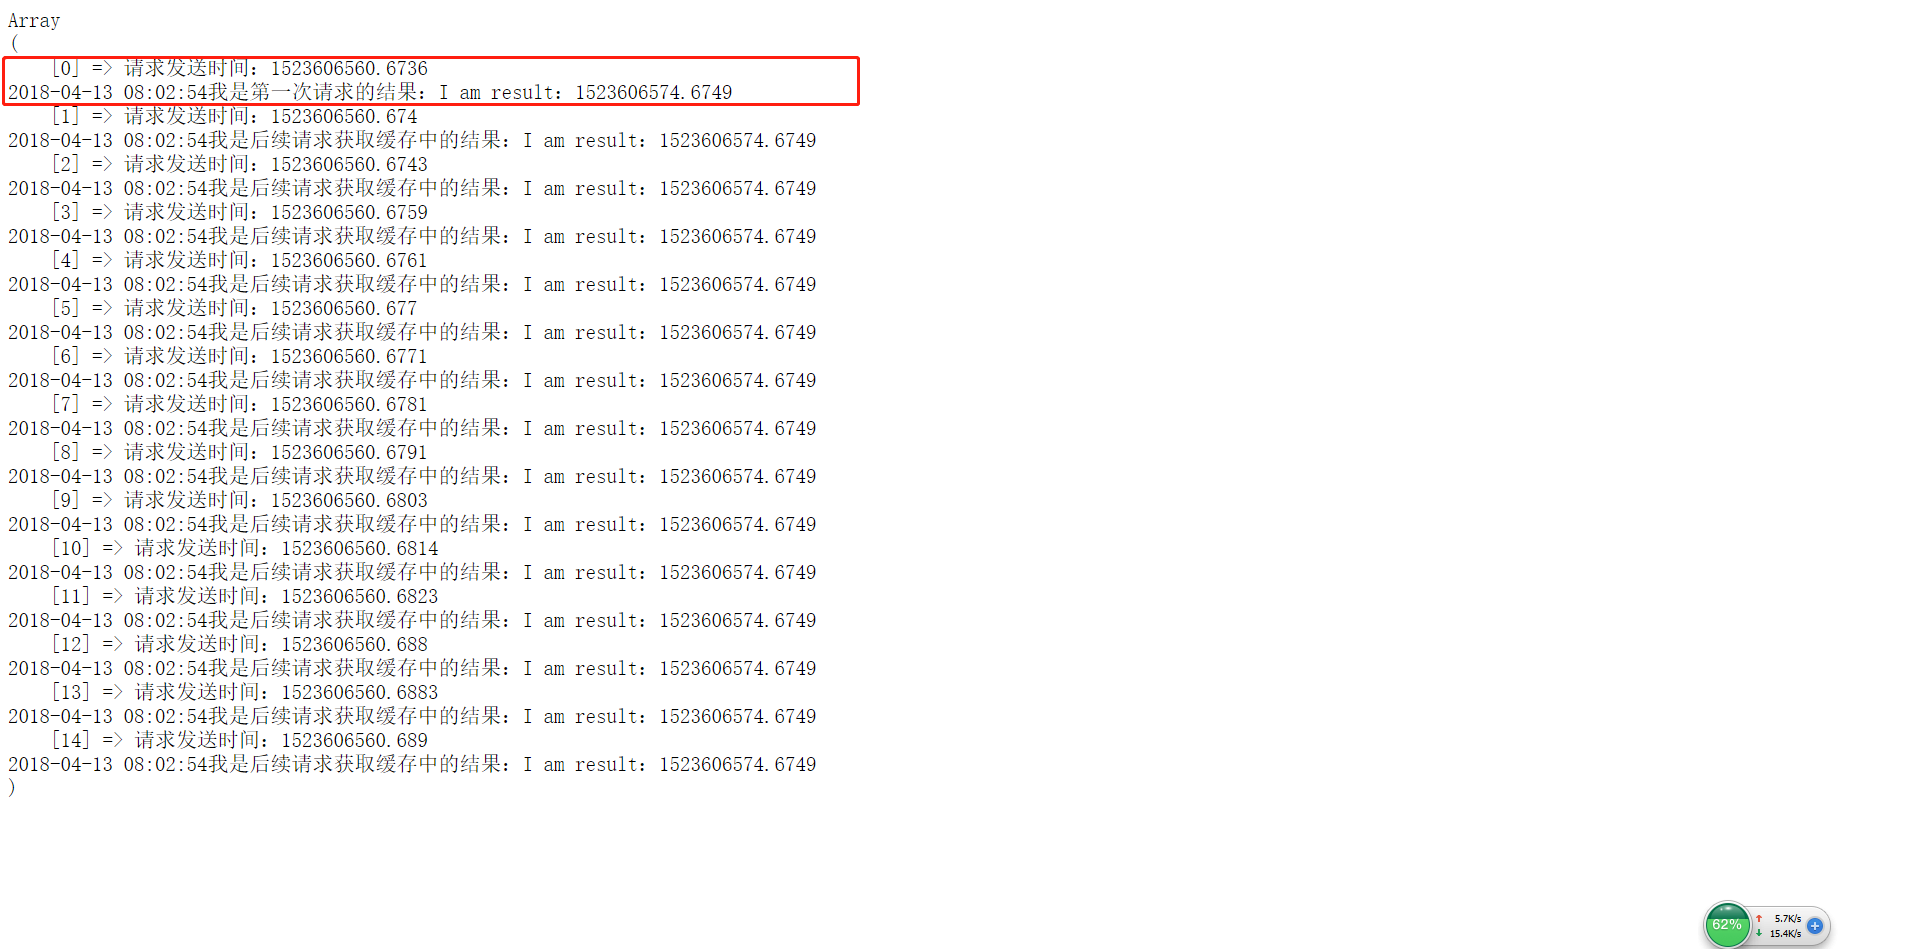 Array
(
[0] => 请求发送时间：1523606560.6736
2018-04-13 08:02:54我是第一次请求的结果：I am result：1523606574.6749
[1] => 请求发送时间：1523606560.674
2018-04-13 08:02:54我是后续请求获取缓存中的结果：I am result：1523606574.6749
[2] => 请求发送时间：1523606560.6743
2018-04-13 08:02:54我是后续请求获取缓存中的结果：I am result：1523606574.6749
[3] => 请求发送时间：1523606560.6759
2018-04-13 08:02:54我是后续请求获取缓存中的结果：I am result：1523606574.6749
[4] => 请求发送时间：1523606560.6761
2018-04-13 08:02:54我是后续请求获取缓存中的结果：I am result：1523606574.6749
[5] => 请求发送时间：1523606560.677
2018-04-13 08:02:54我是后续请求获取缓存中的结果：I am result：1523606574.6749
[6] => 请求发送时间：1523606560.6771
2018-04-13 08:02:54我是后续请求获取缓存中的结果：I am result：1523606574.6749
[7] => 请求发送时间：1523606560.6781
2018-04-13 08:02:54我是后续请求获取缓存中的结果：I am result：1523606574.6749
[8] => 请求发送时间：1523606560.6791
2018-04-13 08:02:54我是后续请求获取缓存中的结果：I am result：1523606574.6749
[9] => 请求发送时间：1523606560.6803
2018-04-13 08:02:54我是后续请求获取缓存中的结果：I am result：1523606574.6749
[10] => 请求发送时间：1523606560.6814
2018-04-13 08:02:54我是后续请求获取缓存中的结果：I am result：1523606574.6749
[11] => 请求发送时间：1523606560.6823
2018-04-13 08:02:54我是后续请求获取缓存中的结果：I am result：1523606574.6749
[12] => 请求发送时间：1523606560.688
2018-04-13 08:02:54我是后续请求获取缓存中的结果：I am result：1523606574.6749
[13] => 请求发送时间：1523606560.6883
2018-04-13 08:02:54我是后续请求获取缓存中的结果：I am result：1523606574.6749
[14] => 请求发送时间：1523606560.689
2018-04-13 08:02:54我是后续请求获取缓存中的结果：I am result：1523606574.6749
)
62%
↑ 5.7K/s
↓ 15.4K/s